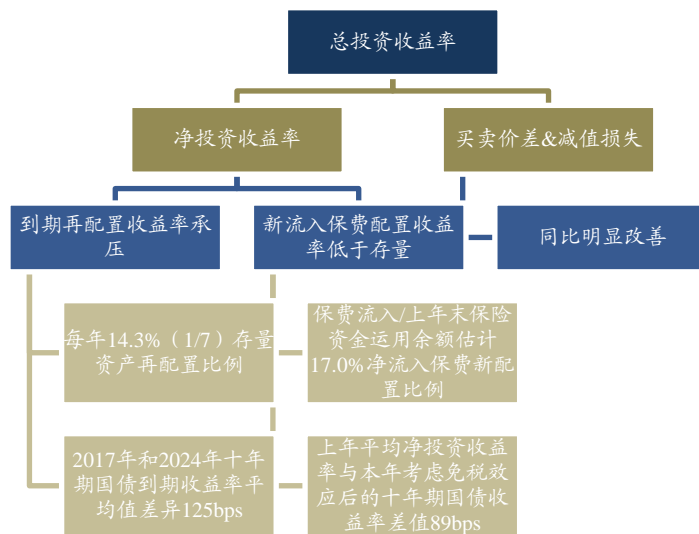 总投资收益率
净投资收益率
买卖价差&减值损失
到期再配置收益率承
压
新流入保费配置收益
率低于存量
同比明显改善
每年14.3%（1/7）存量
资产再配置比例
保费流入/上年末保险
资金运用余额估计
17.0%净流入保费新配
置比例
2017年和2024年十年
期国债到期收益率平
均值差异125bps
上年平均净投资收益
率与本年考虑免税效
应后的十年期国债收
益率差值89bps